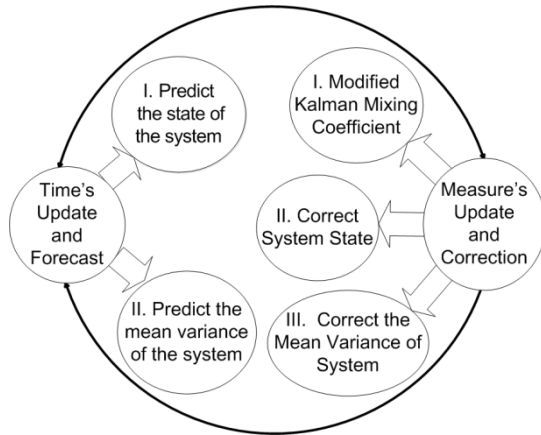 I. Predict
the state of
the system
I. Modified
Kalman Mixing
Coefficient
Time's
Update
and
Forecast
II. Correct
System State
Measure's
Update
and
Correction
II. Predict the
mean variance
of the system
III. Correct the
Mean Variance of
System